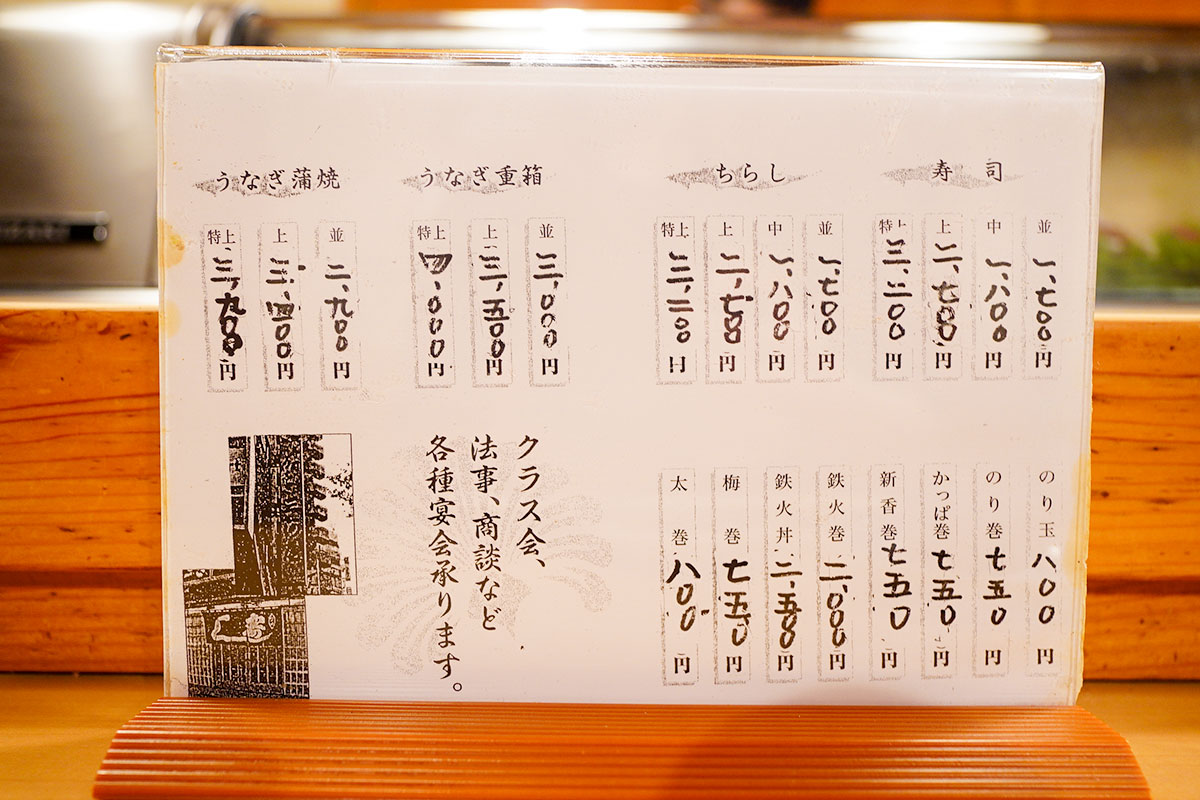 寿司
並 一、七〇〇円
中 一、八〇〇円
上 二、七〇〇円
特上 三、二〇〇円
ちらし
並 一、七〇〇円
中 一、八〇〇円
上 二、七〇〇円
特上 三、二〇〇円
うなぎ重箱
並 三、〇〇〇円
上 三、五〇〇円
特上 四、〇〇〇円
うなぎ蒲焼
並 二、九〇〇円
上 三、四〇〇円
特上 三、九〇〇円
のり玉 八〇〇円
のり巻 七五〇円
かっぱ巻 七五〇円
新香巻 七五〇円
鉄火巻 二、〇〇〇円
鉄火丼 二、五〇〇円
梅巻 七五〇円
太巻 八〇〇円
クラス会、
法事、商談など
各種宴会承ります。